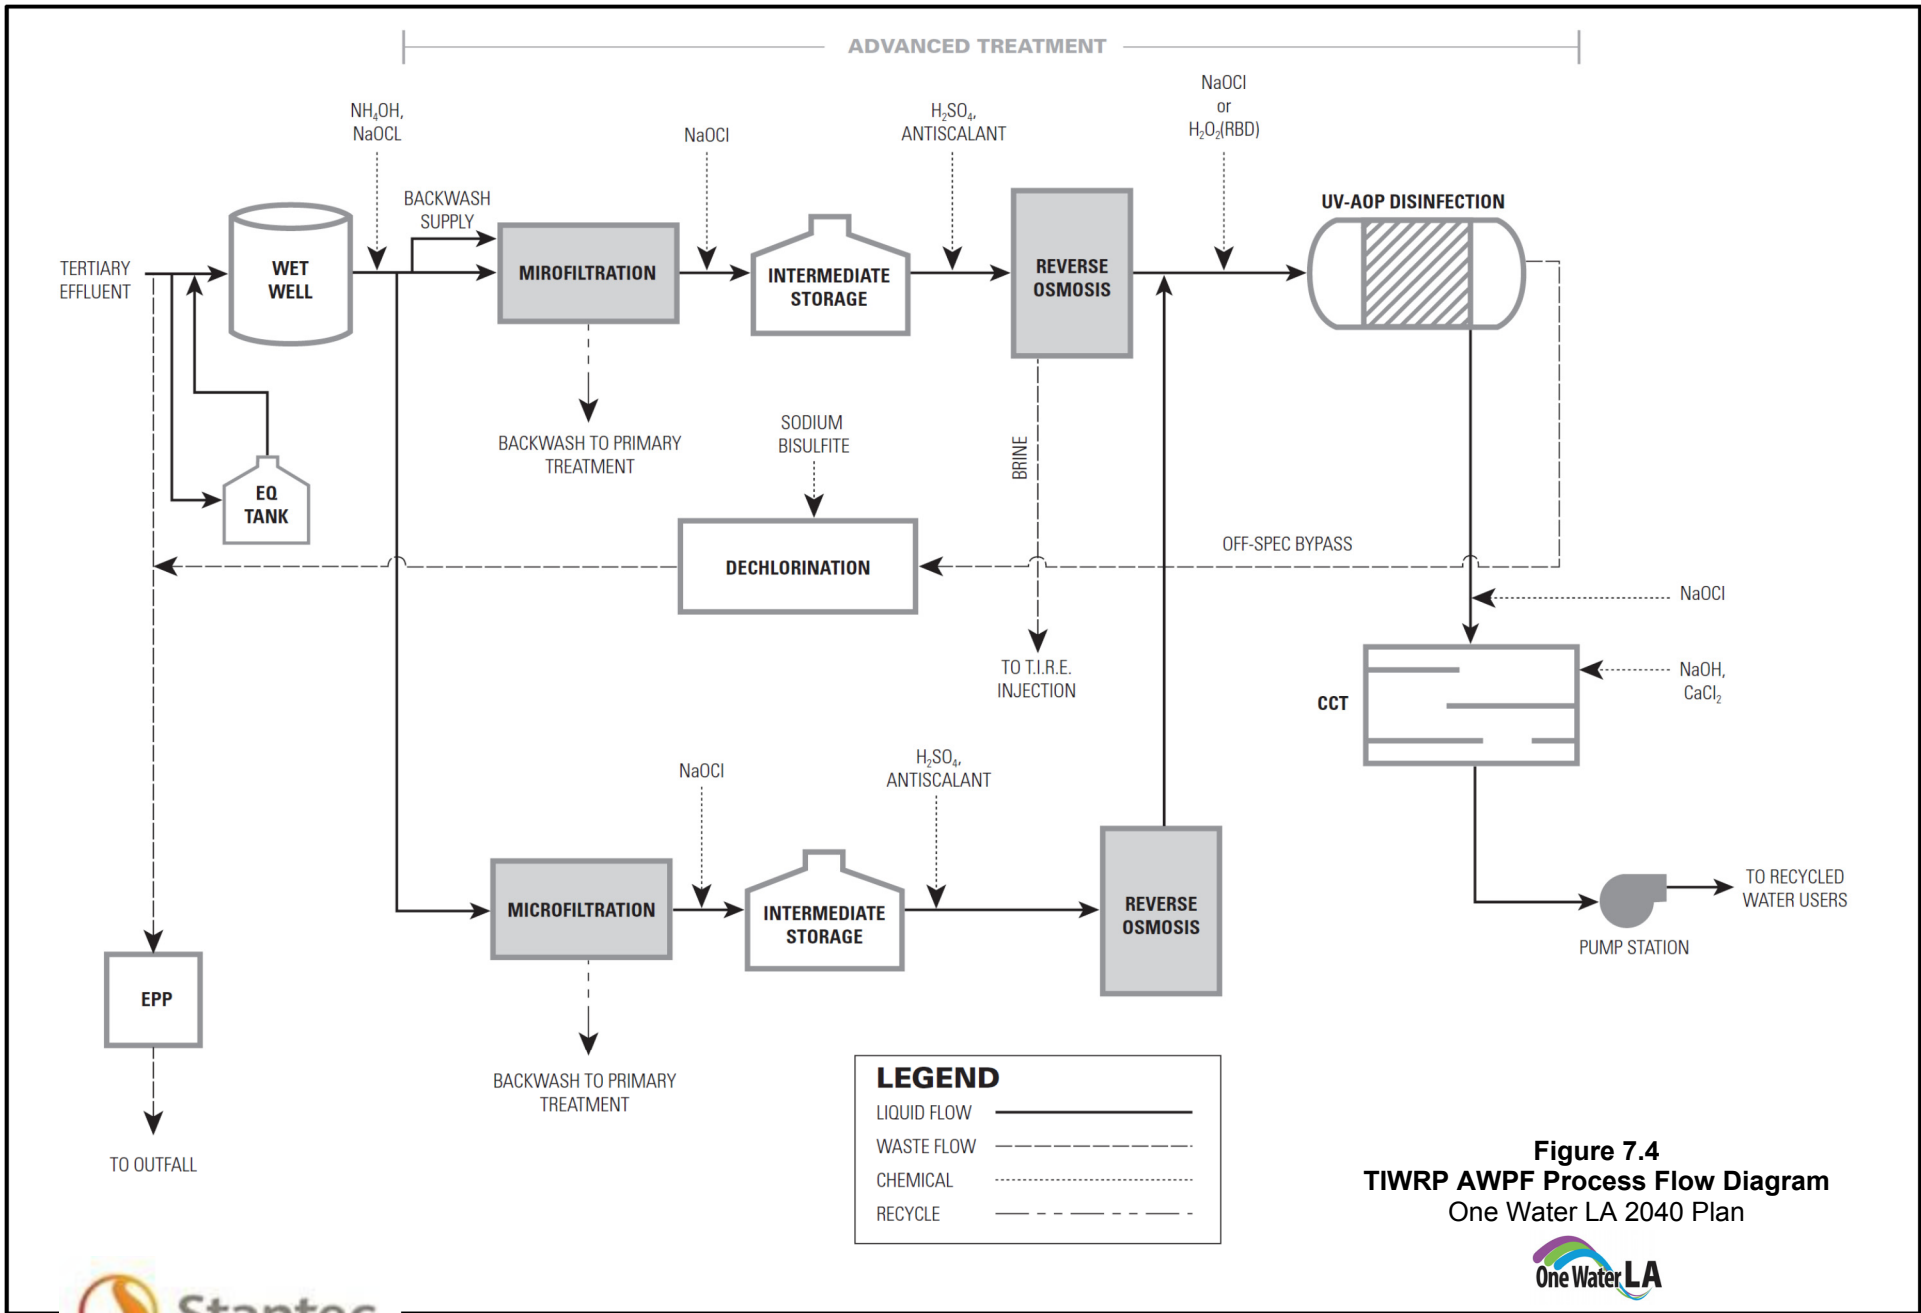 ADVANCED TREATMENT
NH₄OH,
NaOCL
NaOCl
H₂SO₄,
ANTISCALANT
NaOCl
or
H₂O₂(RBD)
BACKWASH
SUPPLY
UV-AOP DISINFECTION
TERTIARY
EFFLUENT
WET
WELL
MIROFILTRATION
INTERMEDIATE
STORAGE
REVERSE
OSMOSIS
BACKWASH TO PRIMARY
TREATMENT
SODIUM
BISULFITE
BRINE
EQ
TANK
DECHLORINATION
OFF-SPEC BYPASS
NaOCl
TO T.I.R.E.
INJECTION
NaOH,
CaCl₂
CCT
NaOCl
H₂SO₄,
ANTISCALANT
MICROFILTRATION
INTERMEDIATE
STORAGE
REVERSE
OSMOSIS
TO RECYCLED
WATER USERS
PUMP STATION
EPP
BACKWASH TO PRIMARY
TREATMENT
TO OUTFALL
LEGEND
LIQUID FLOW
WASTE FLOW
CHEMICAL
RECYCLE
Figure 7.4
TIWRP AWPF Process Flow Diagram
One Water LA 2040 Plan
One Water LA
Stantec